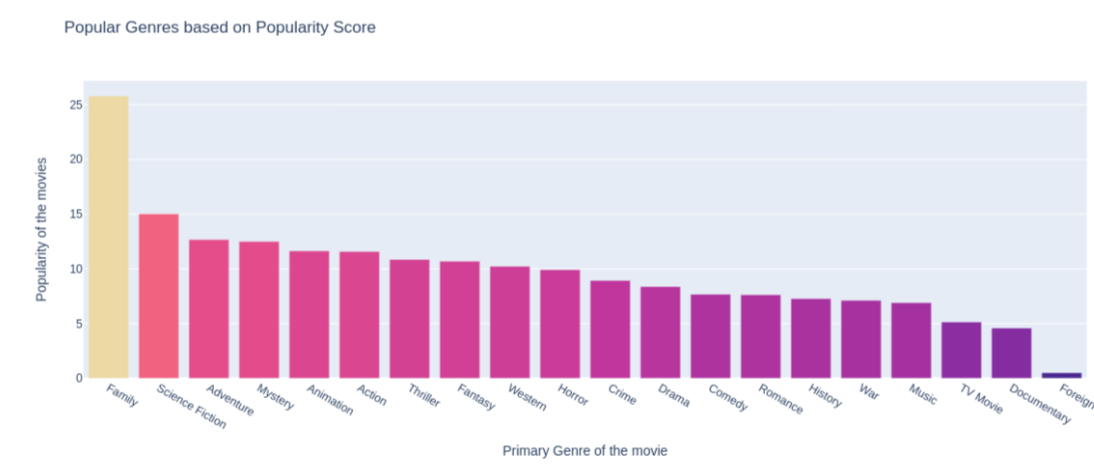 Popular Genres based on Popularity Score
Popularity of the movies
25
20
15
10
5
0
Family
Science Fiction
Adventure
Mystery
Animation
Action
Thriller
Fantasy
Western
Horror
Crime
Drama
Comedy
Romance
History
War
Music
TV Movie
Documentary
Foreign
Primary Genre of the movie